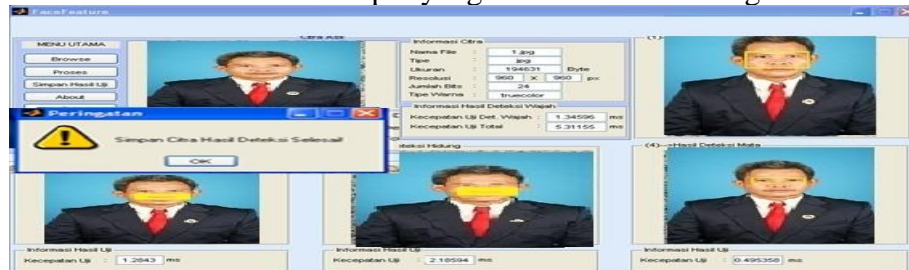 FaceFeature
MENU UTAMA
Browse
Proses
Simpan Hasil Uji
About
Citra Asli
Informasi Citra
Nama File : 1.jpg
Tipe : jpg
Ukuran : 194631 Byte
Resolusi : 960 X 960 px
Jumlah Bits : 24
Tipe Warna : truecolor
Informasi Hasil Deteksi Wajah
Kecepatan Uji Det. Wajah : 1.34596 ms
Kecepatan Uji Total : 5.31155 ms
(1)
Peringatan
Simpan Citra Hasil Deteksi Selesai!
OK
Deteksi Hidung
(4)-->Hasil Deteksi Mata
Informasi Hasil Uji
Kecepatan Uji : 1.2843 ms
Informasi Hasil Uji
Kecepatan Uji : 2.18594 ms
Informasi Hasil Uji
Kecepatan Uji : 0.495358 ms